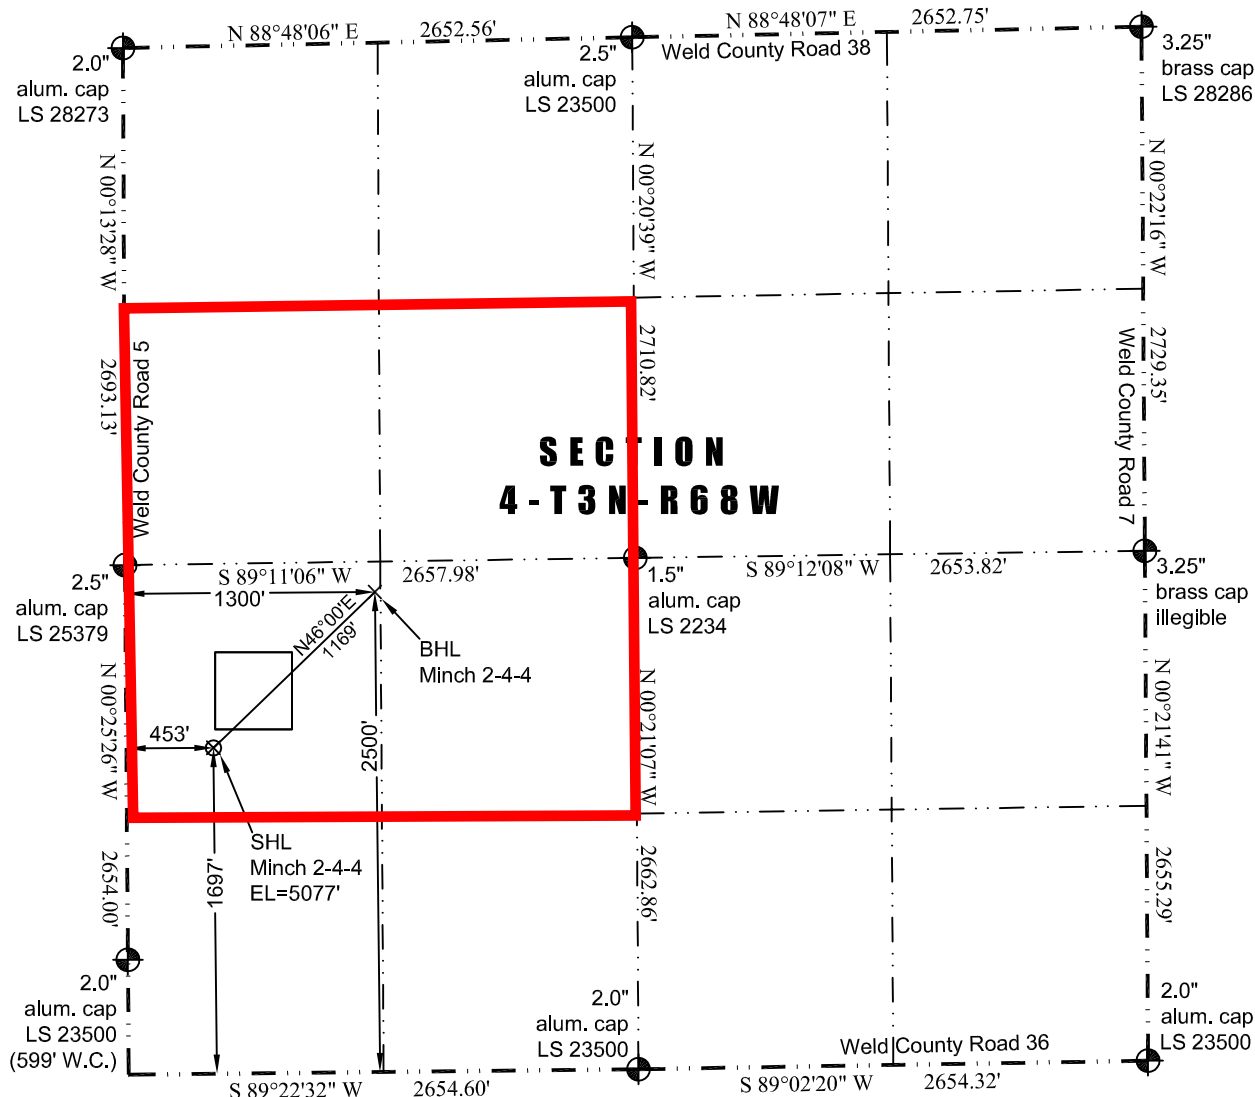 N 88°48'06" E
2652.56'
N 88°48'07" E
2652.75'
Weld County Road 38
2.0"
alum. cap
LS 28273
2.5"
alum. cap
LS 23500
3.25"
brass cap
LS 28286
N 00°13'28" W
N 00°20'39" W
N 00°22'16" W
2693.13'
Weld County Road 5
2710.82'
Weld County Road 7
2729.35'
SECTION
4-T3N-R68W
2.5"
alum. cap
LS 25379
S 89°11'06" W
2657.98'
1.5"
alum. cap
LS 2234
S 89°12'08" W
2653.82'
3.25"
brass cap
illegible
1300'
N46°00'E
1169'
BHL
Minch 2-4-4
N 00°25'26" W
453'
2500'
N 00°21'07" W
N 00°21'41" W
SHL
Minch 2-4-4
EL=5077'
1697'
2654.00'
2662.86'
2655.29'
2.0"
alum. cap
LS 23500
(599' W.C.)
2.0"
alum. cap
LS 23500
Weld County Road 36
2.0"
alum. cap
LS 23500
S 89°22'32" W
2654.60'
S 89°02'20" W
2654.32'